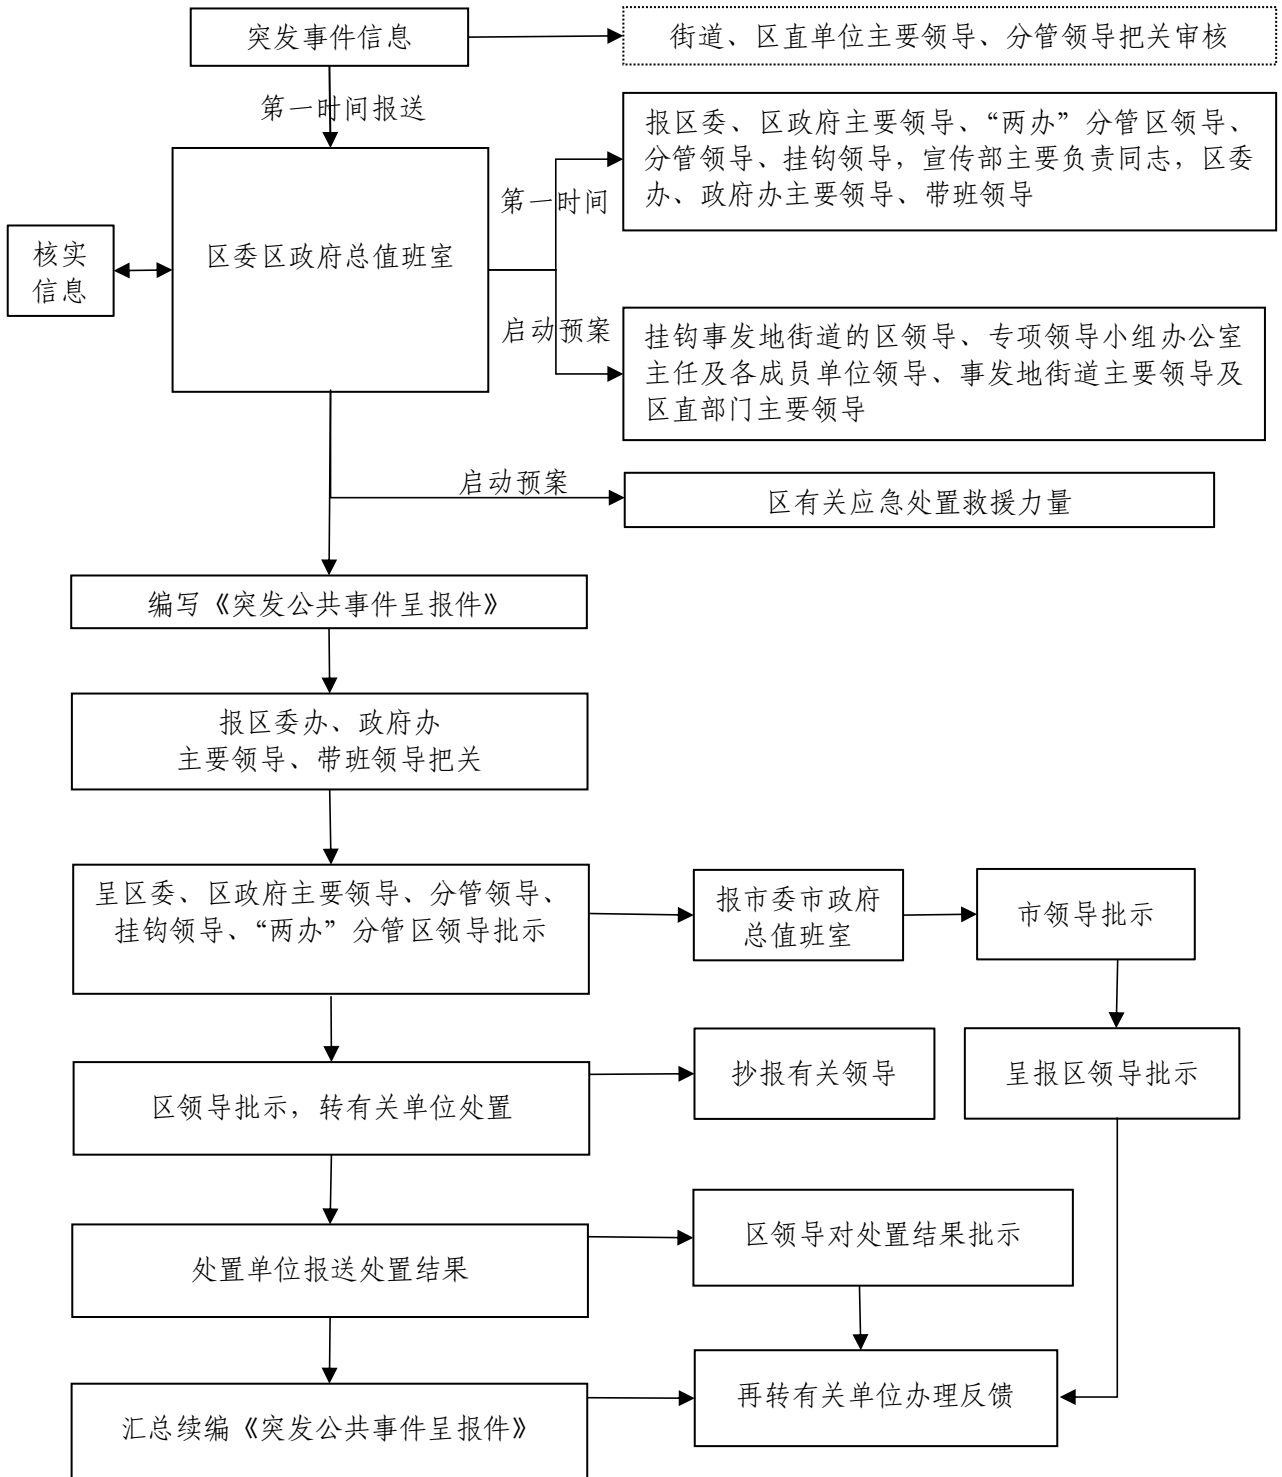 突发事件信息
街道、区直单位主要领导、分管领导把关审核
第一时间报送
报区委、区政府主要领导、“两办”分管区领导、
分管领导、挂钩领导，宣传部主要负责同志，区委
办、政府办主要领导、带班领导
第一时间
核实
信息
区委区政府总值班室
启动预案
挂钩事发地街道的区领导、专项领导小组办公室
主任及各成员单位领导、事发地街道主要领导及
区直部门主要领导
启动预案
区有关应急处置救援力量
编写《突发公共事件呈报件》
报区委办、政府办
主要领导、带班领导把关
呈区委、区政府主要领导、分管领导、
挂钩领导、“两办”分管区领导批示
报市委市政府
总值班室
市领导批示
区领导批示，转有关单位处置
抄报有关领导
呈报区领导批示
处置单位报送处置结果
区领导对处置结果批示
汇总续编《突发公共事件呈报件》
再转有关单位办理反馈